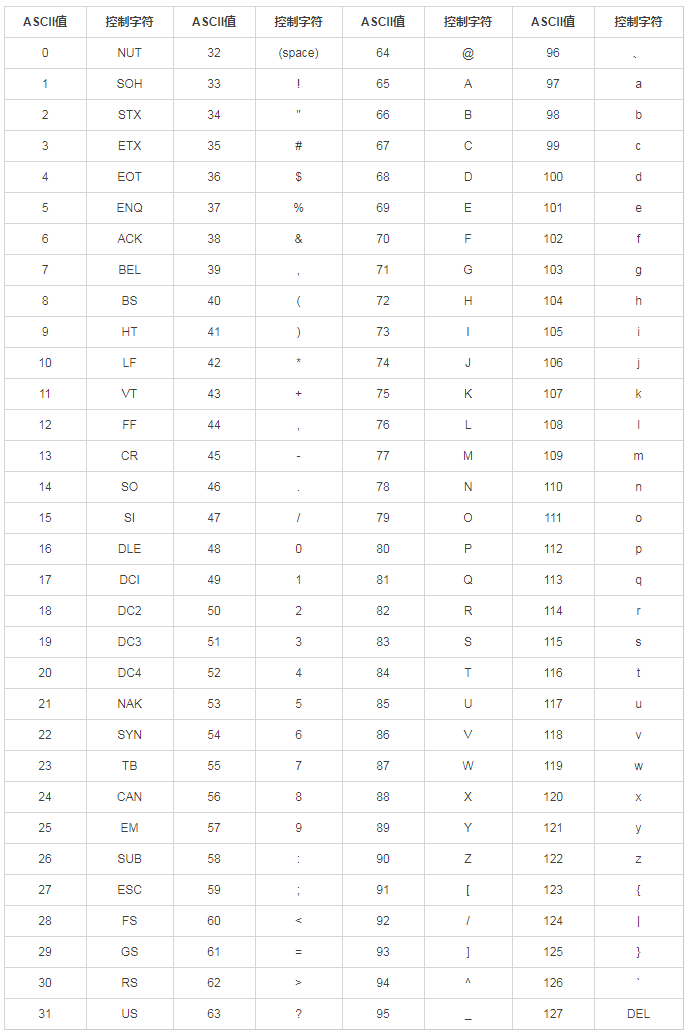 ASCII值 控制字符 ASCII值 控制字符 ASCII值 控制字符 ASCII值 控制字符
0 NUT 32 (space) 64 @ 96 、
1 SOH 33 ! 65 A 97 a
2 STX 34 " 66 B 98 b
3 ETX 35 # 67 C 99 c
4 EOT 36 $ 68 D 100 d
5 ENQ 37 % 69 E 101 e
6 ACK 38 & 70 F 102 f
7 BEL 39 , 71 G 103 g
8 BS 40 ( 72 H 104 h
9 HT 41 ) 73 I 105 i
10 LF 42 * 74 J 106 j
11 VT 43 + 75 K 107 k
12 FF 44 , 76 L 108 l
13 CR 45 - 77 M 109 m
14 SO 46 . 78 N 110 n
15 SI 47 / 79 O 111 o
16 DLE 48 0 80 P 112 p
17 DCI 49 1 81 Q 113 q
18 DC2 50 2 82 R 114 r
19 DC3 51 3 83 S 115 s
20 DC4 52 4 84 T 116 t
21 NAK 53 5 85 U 117 u
22 SYN 54 6 86 V 118 v
23 TB 55 7 87 W 119 w
24 CAN 56 8 88 X 120 x
25 EM 57 9 89 Y 121 y
26 SUB 58 : 90 Z 122 z
27 ESC 59 ; 91 [ 123 {
28 FS 60 < 92 / 124 |
29 GS 61 = 93 ] 125 }
30 RS 62 > 94 ^ 126 `
31 US 63 ? 95 _ 127 DEL